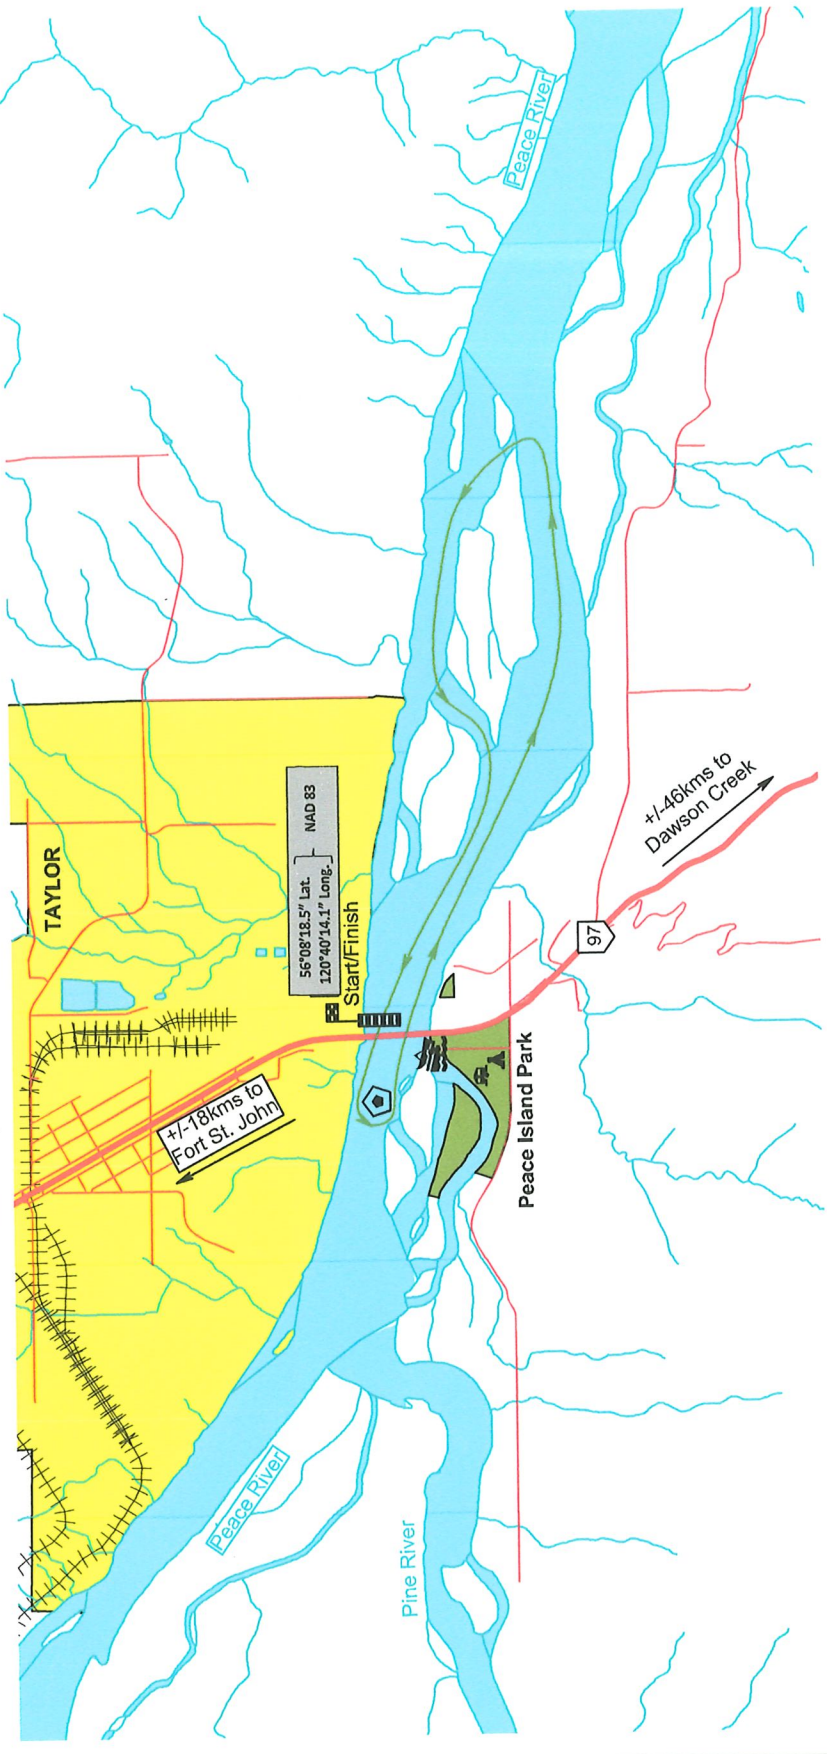 Peace River
TAYLOR
56°08'18.5" Lat.
120°40'14.1" Long.
NAD 83
Start/Finish
+/-18kms to
Fort St. John
+/-46kms to
Dawson Creek
97
Peace Island Park
Peace River
Pine River